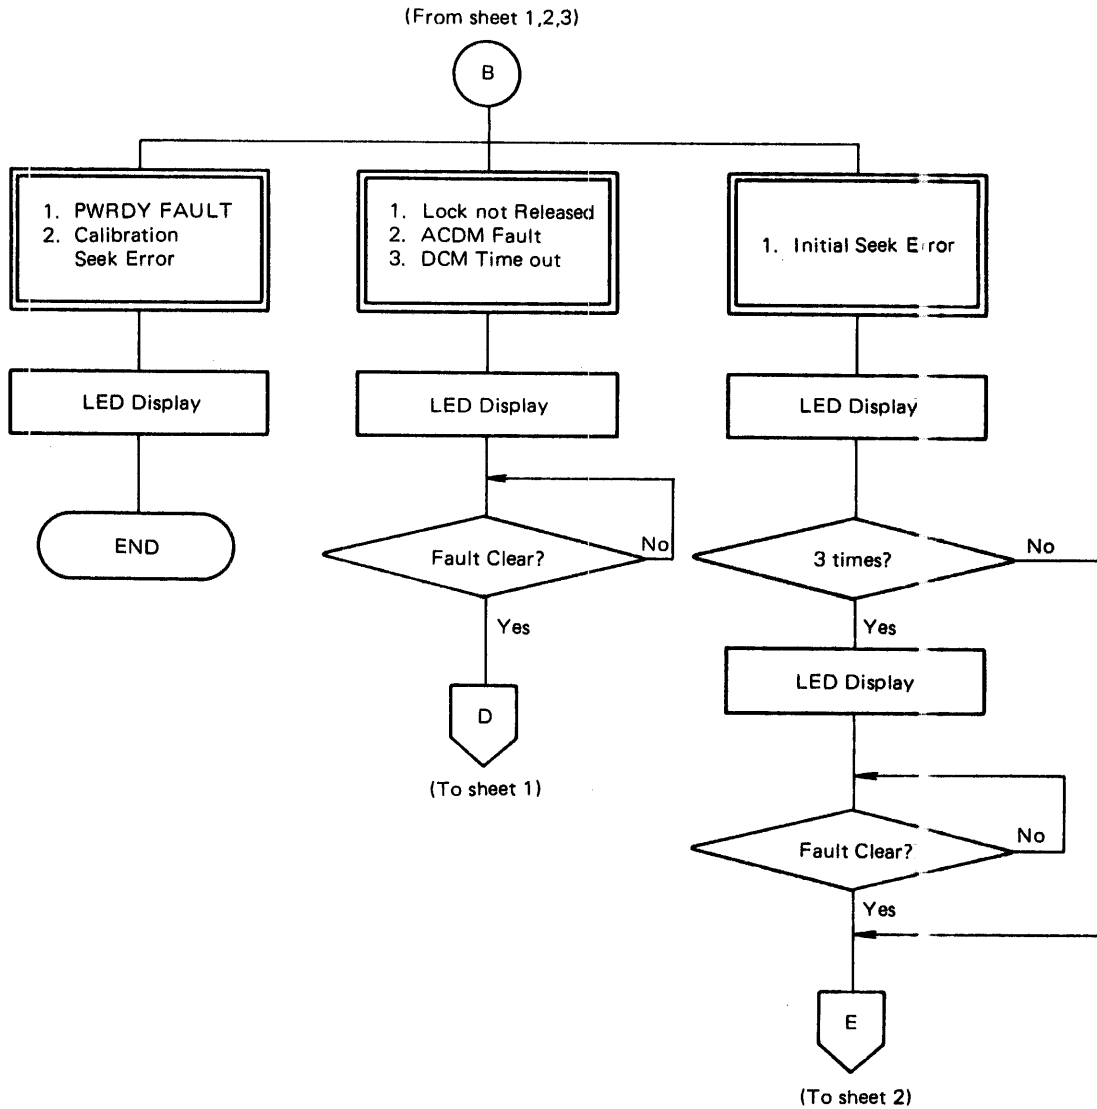 (From sheet 1,2,3)
B
1. PWRDY FAULT
2. Calibration
Seek Error
1. Lock not Released
2. ACDM Fault
3. DCM Time out
1. Initial Seek Error
LED Display
LED Display
LED Display
END
Fault Clear?
No
Yes
3 times?
No
Yes
LED Display
D
(To sheet 1)
Fault Clear?
No
Yes
E
(To sheet 2)